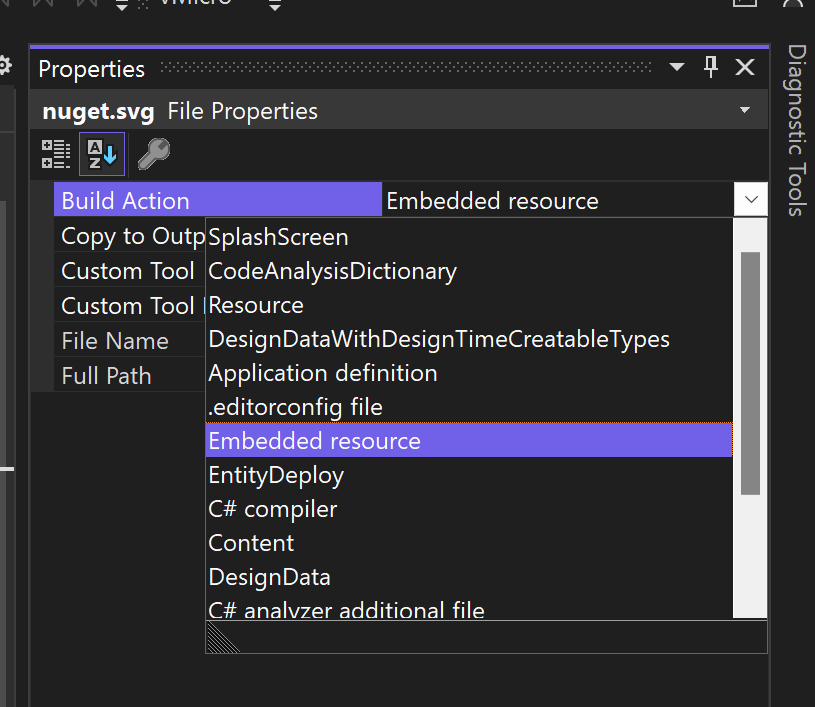 Properties
nuget.svg File Properties
Build Action Embedded resource
Copy to Outp
Custom Tool
Custom Tool
File Name
Full Path
SplashScreen
CodeAnalysisDictionary
Resource
DesignDataWithDesignTimeCreatableTypes
Application definition
.editorconfig file
Embedded resource
EntityDeploy
C# compiler
Content
DesignData
C# analyzer additional file
Diagnostic Tools